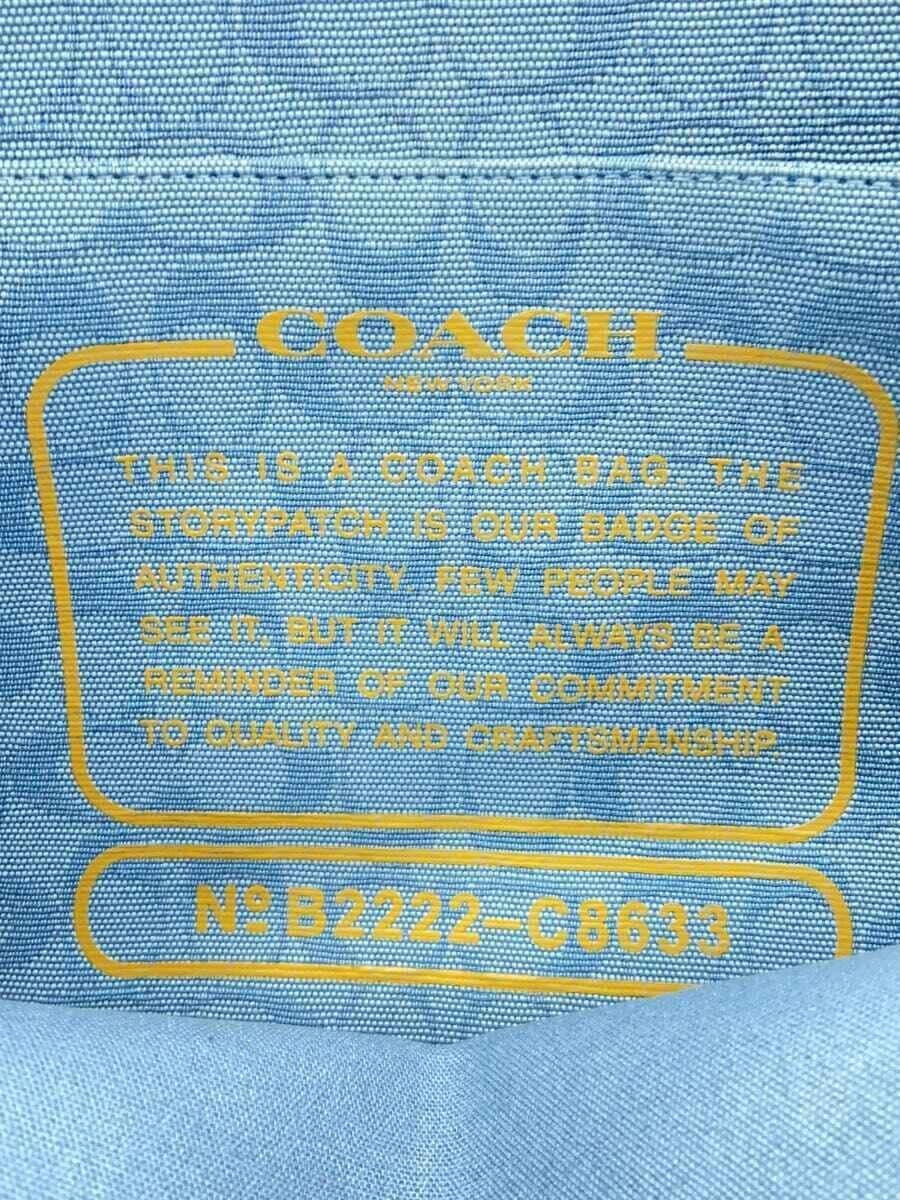 COACH
NEW YORK
THIS IS A COACH BAG. THE
STORYPATCH IS OUR BADGE OF
AUTHENTICITY. FEW PEOPLE MAY
SEE IT, BUT IT WILL ALWAYS BE A
REMINDER OF OUR COMMITMENT
TO QUALITY AND CRAFTSMANSHIP.
Nº B2222-C8633